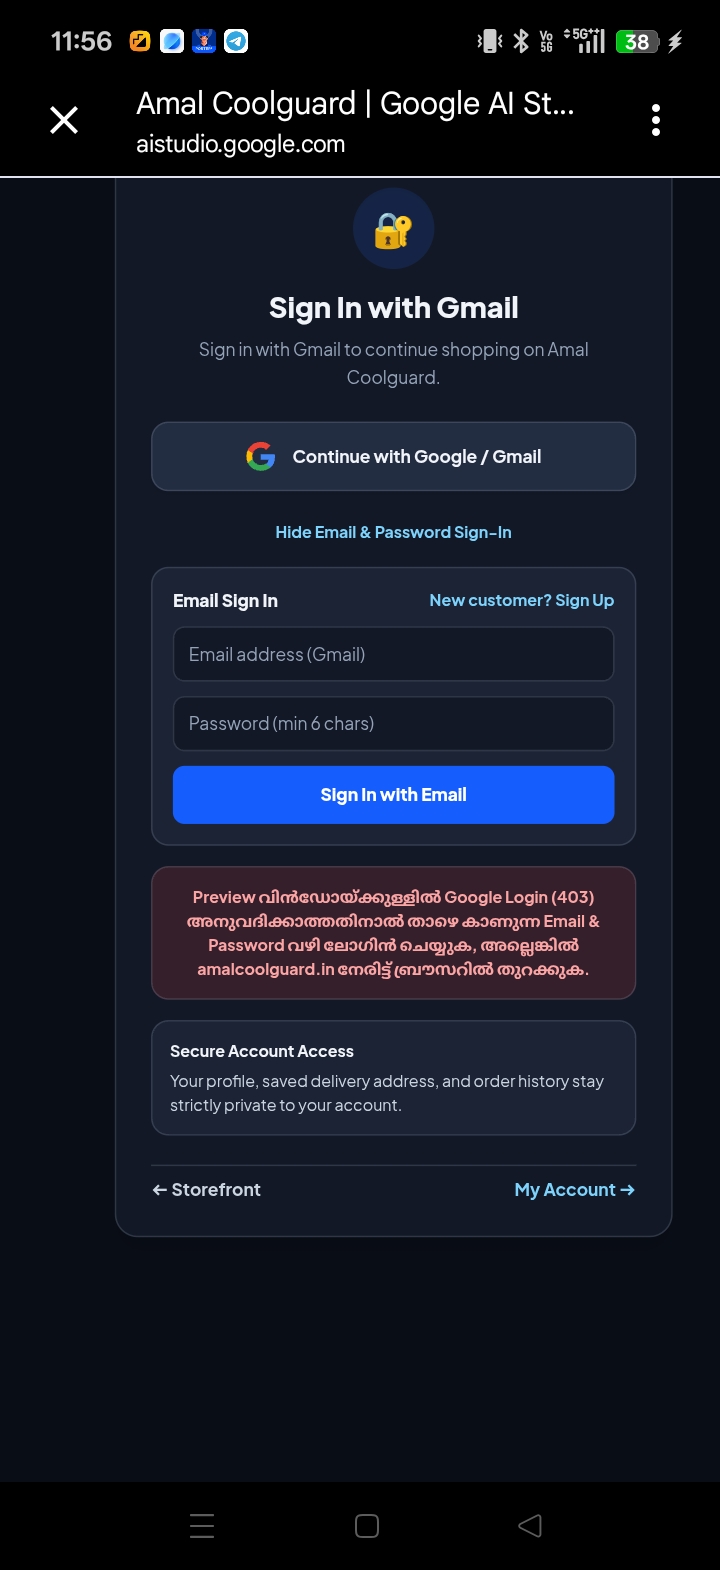 11:56
Vo
5G
5G++
38
Amal Coolguard | Google AI St...
aistudio.google.com
Sign In with Gmail
Sign in with Gmail to continue shopping on Amal
Coolguard.
Continue with Google / Gmail
Hide Email & Password Sign-In
Email Sign In
New customer? Sign Up
Email address (Gmail)
Password (min 6 chars)
Sign In with Email
Preview വിൻഡോയ്ക്കുള്ളിൽ Google Login (403)
അനുവദിക്കാത്തതിനാൽ താഴെ കാണുന്ന Email &
Password വഴി ലോഗിൻ ചെയ്യുക, അല്ലെങ്കിൽ
amalcoolguard.in നേരിട്ട് ബ്രൗസറിൽ തുറക്കുക.
Secure Account Access
Your profile, saved delivery address, and order history stay
strictly private to your account.
← Storefront
My Account →